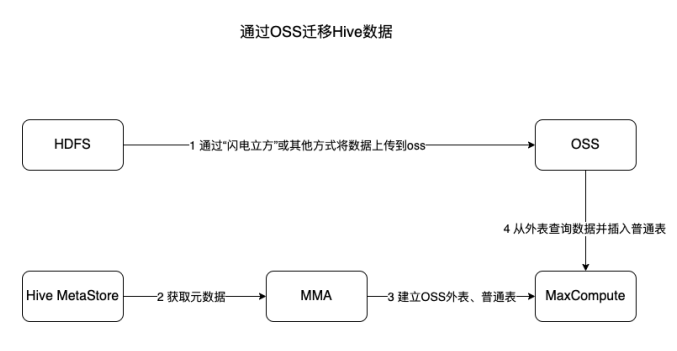 通过OSS迁移Hive数据
HDFS
1 通过“闪电立方”或其他方式将数据上传到oss
OSS
4 从外表查询数据并插入普通表
Hive MetaStore
2 获取元数据
MMA
3 建立OSS外表、普通表
MaxCompute